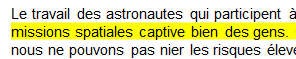 Le travail des astronautes qui participent à
missions spatiales captive bien des gens.
nous ne pouvons pas nier les risques élevé